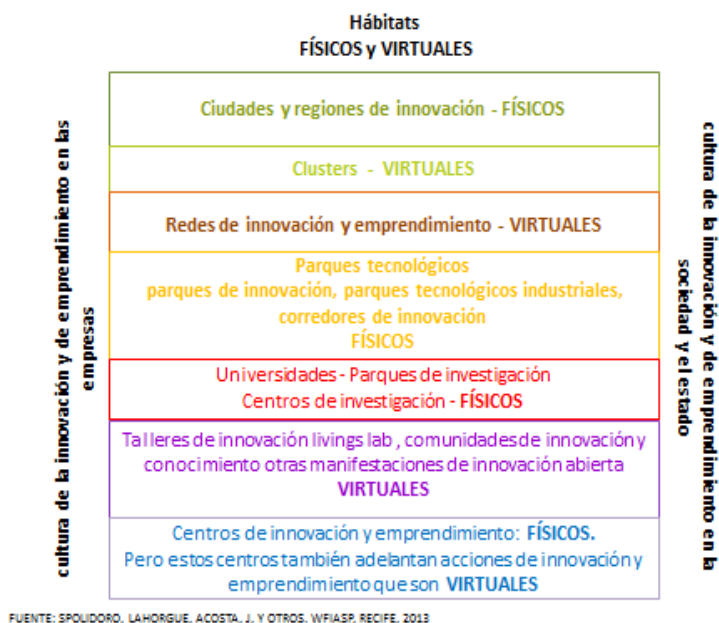 Hábitats
FÍSICOS y VIRTUALES
cultura de la innovación y de emprendimiento en las
empresas
Ciudades y regiones de innovación - FÍSICOS
Clusters - VIRTUALES
Redes de innovación y emprendimiento - VIRTUALES
Parques tecnológicos
parques de innovación, parques tecnológicos industriales,
corredores de innovación
FÍSICOS
Universidades - Parques de investigación
Centros de investigación - FÍSICOS
Talleres de innovación livings lab , comunidades de innovación y
conocimiento otras manifestaciones de innovación abierta
VIRTUALES
Centros de innovación y emprendimiento: FÍSICOS.
Pero estos centros también adelantan acciones de innovación y
emprendimiento que son VIRTUALES
cultura de la innovación y de emprendimiento en la
sociedad y el estado
FUENTE: SPOLIDORO, LAHORGUE, ACOSTA, J. Y OTROS. WFIASP. RECIFE. 2013